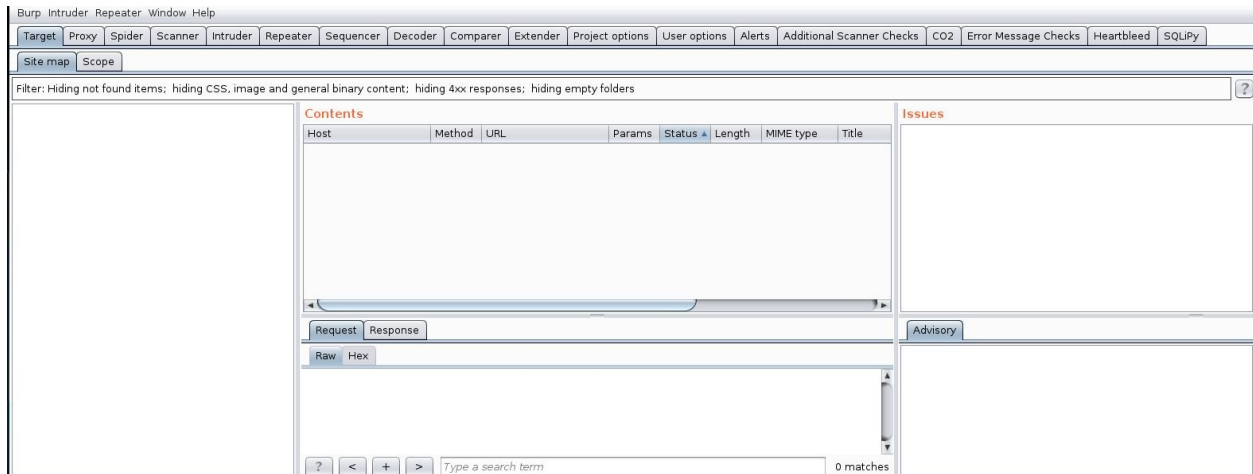 Burp Intruder Repeater Window Help
Target Proxy Spider Scanner Intruder Repeater Sequencer Decoder Comparer Extender Project options User options Alerts Additional Scanner Checks CO2 Error Message Checks Heartbleed SQLiPy
Site map Scope
Filter: Hiding not found items; hiding CSS, image and general binary content; hiding 4xx responses; hiding empty folders ?
Contents
Host Method URL Params Status Length MIME type Title
Issues
Request Response
Raw Hex
? < + > Type a search term 0 matches
Advisory